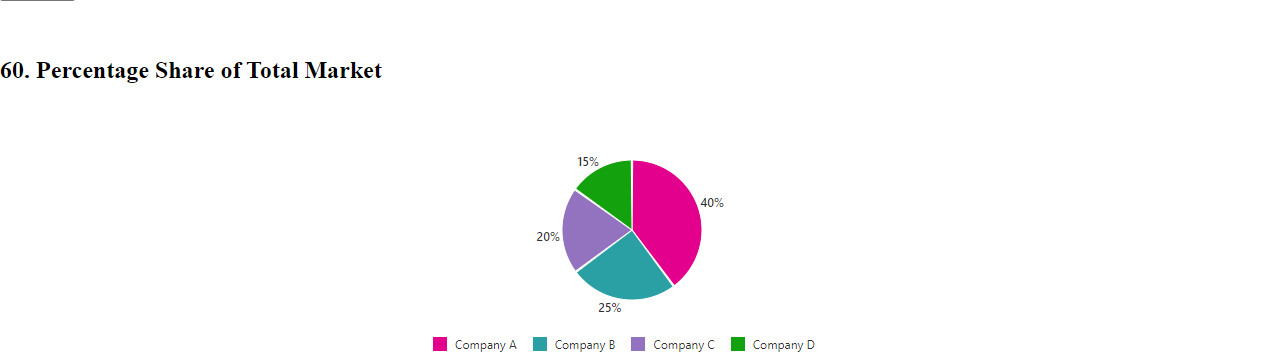 60. Percentage Share of Total Market
15%
40%
20%
25%
Company A Company B Company C Company D